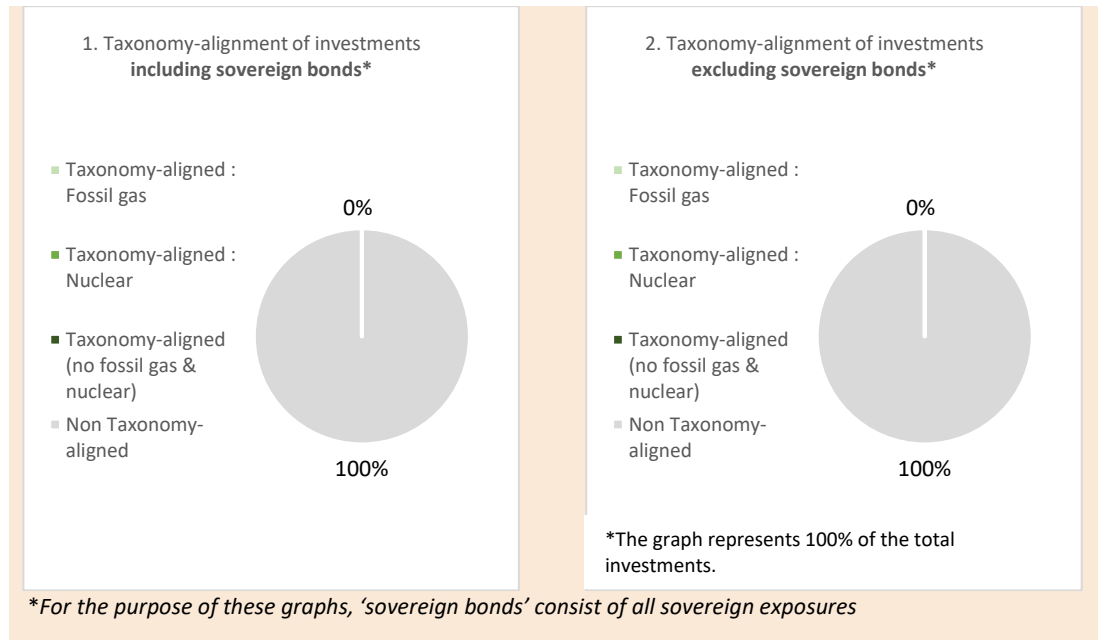 1. Taxonomy-alignment of investments
including sovereign bonds*
Taxonomy-aligned :
Fossil gas
Taxonomy-aligned :
Nuclear
Taxonomy-aligned
(no fossil gas &
nuclear)
Non Taxonomy-
aligned
0%
100%
2. Taxonomy-alignment of investments
excluding sovereign bonds*
Taxonomy-aligned :
Fossil gas
Taxonomy-aligned :
Nuclear
Taxonomy-aligned
(no fossil gas &
nuclear)
Non Taxonomy-
aligned
0%
100%
*The graph represents 100% of the total
investments.
*For the purpose of these graphs, ‘sovereign bonds’ consist of all sovereign exposures